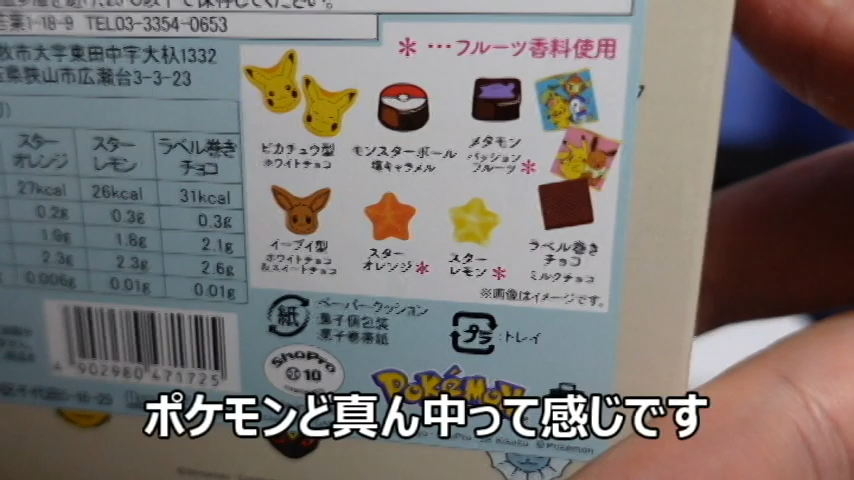 葉1-18-9 TEL03-3354-0653
牧市大字東田中字大杁1332
玉県狭山市広瀬台3-3-23
＊…フルーツ香料使用
ピカチュウ型
ホワイトチョコ
モンスターボール
塩キャラメル
メタモン
パッション
フルーツ＊
イーブイ型
ホワイトチョコ
&スイートチョコ
スター
オレンジ＊
スター
レモン＊
ラベル巻き
チョコ
ミルクチョコ
※画像はイメージです。
スター
オレンジ
スター
レモン
ラベル巻き
チョコ
27kcal 26kcal 31kcal
0.2g 0.3g 0.3g
1.9g 1.8g 2.1g
2.3g 2.3g 2.6g
0.006g 0.01g 0.01g
紙
ペーパークッション
菓子個包装
菓子巻帯紙
プラ
:トレイ
4 902980 471725
ShoPro
10
POKéMON
ポケモンど真ん中って感じです